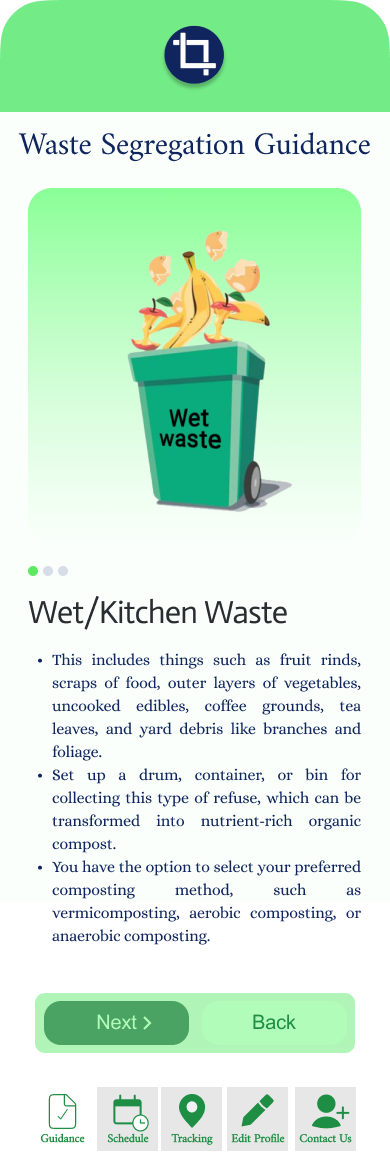 Waste Segregation Guidance
Wet
waste
Wet/Kitchen Waste
• This includes things such as fruit rinds,
scraps of food, outer layers of vegetables,
uncooked edibles, coffee grounds, tea
leaves, and yard debris like branches and
foliage.
• Set up a drum, container, or bin for
collecting this type of refuse, which can be
transformed into nutrient-rich organic
compost.
• You have the option to select your preferred
composting method, such as
vermicomposting, aerobic composting, or
anaerobic composting.
Next
Back
Guidance
Schedule
Tracking
Edit Profile
Contact Us